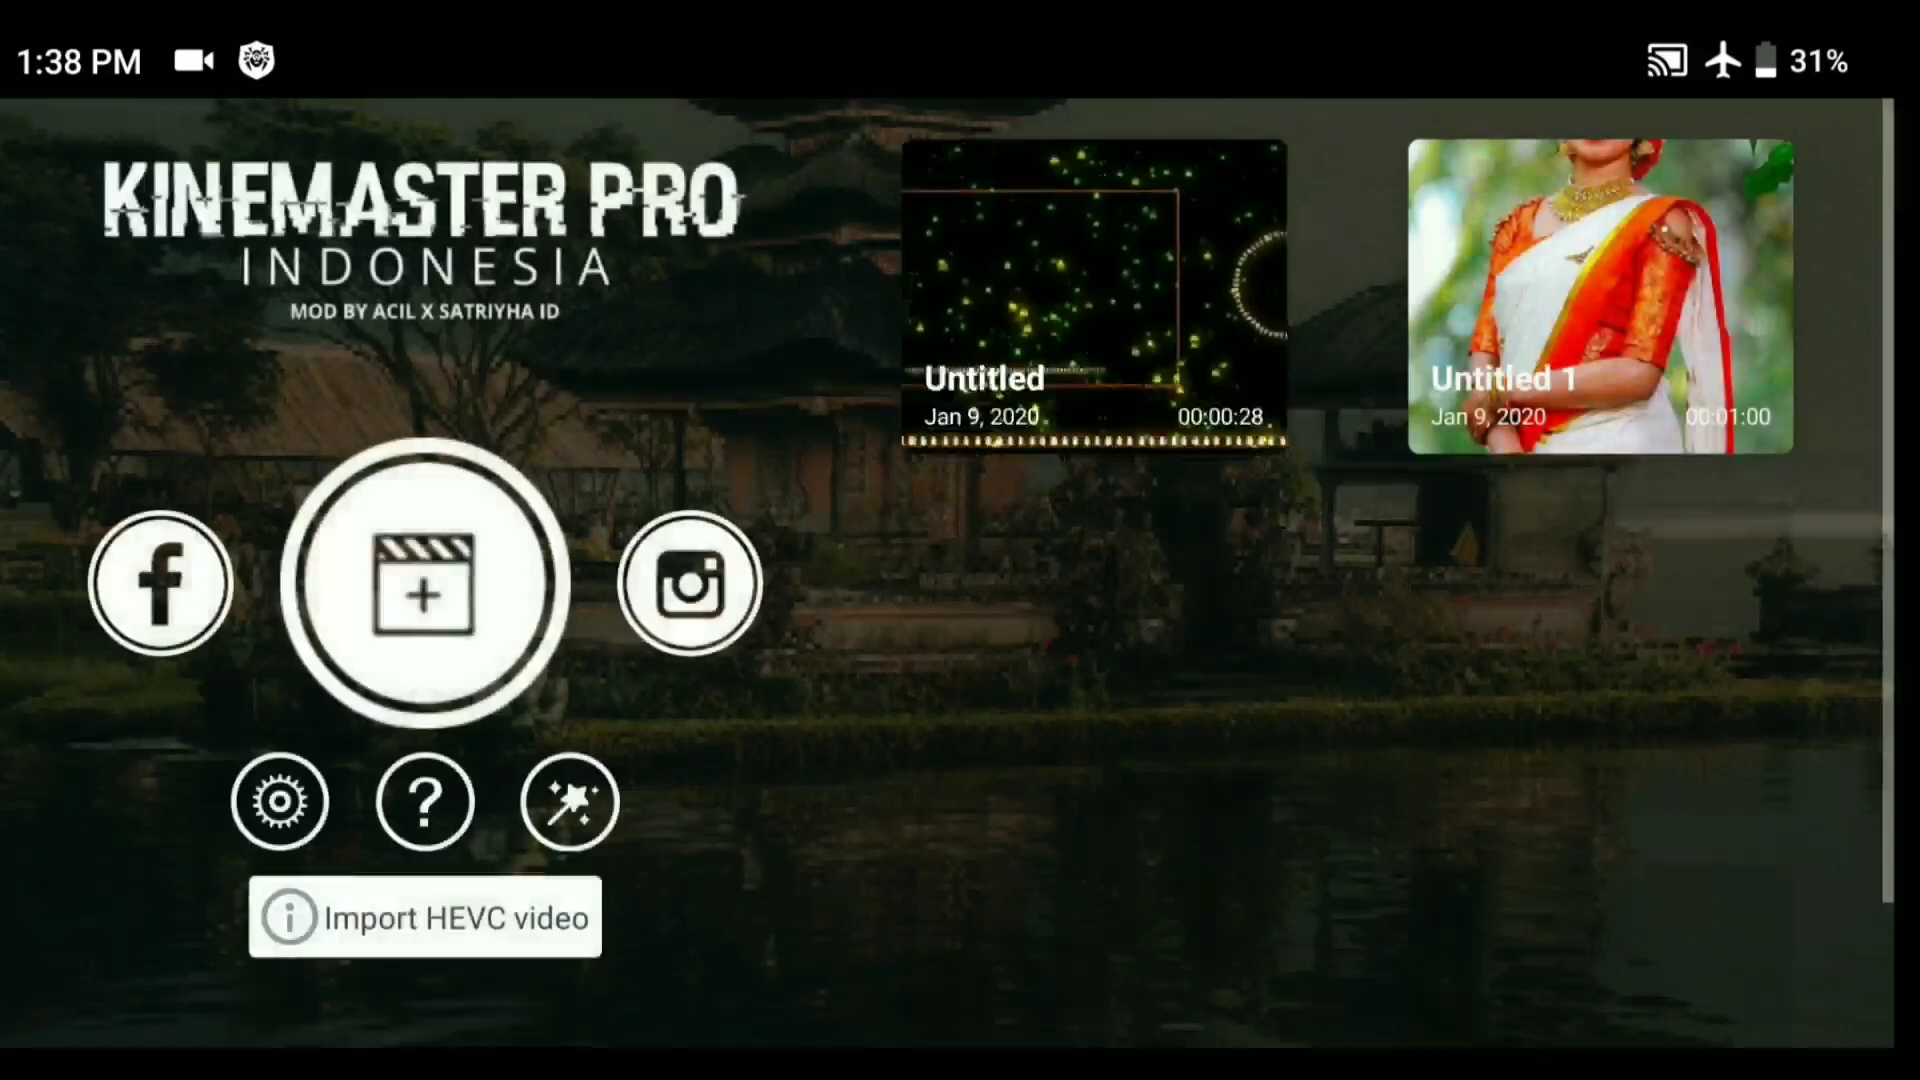 1:38 PM
31%
KINEMASTER PRO
INDONESIA
MOD BY ACIL X SATRIYHA ID
Untitled
Jan 9, 2020
00:00:28
Untitled 1
Jan 9, 2020
00:01:00
Import HEVC video